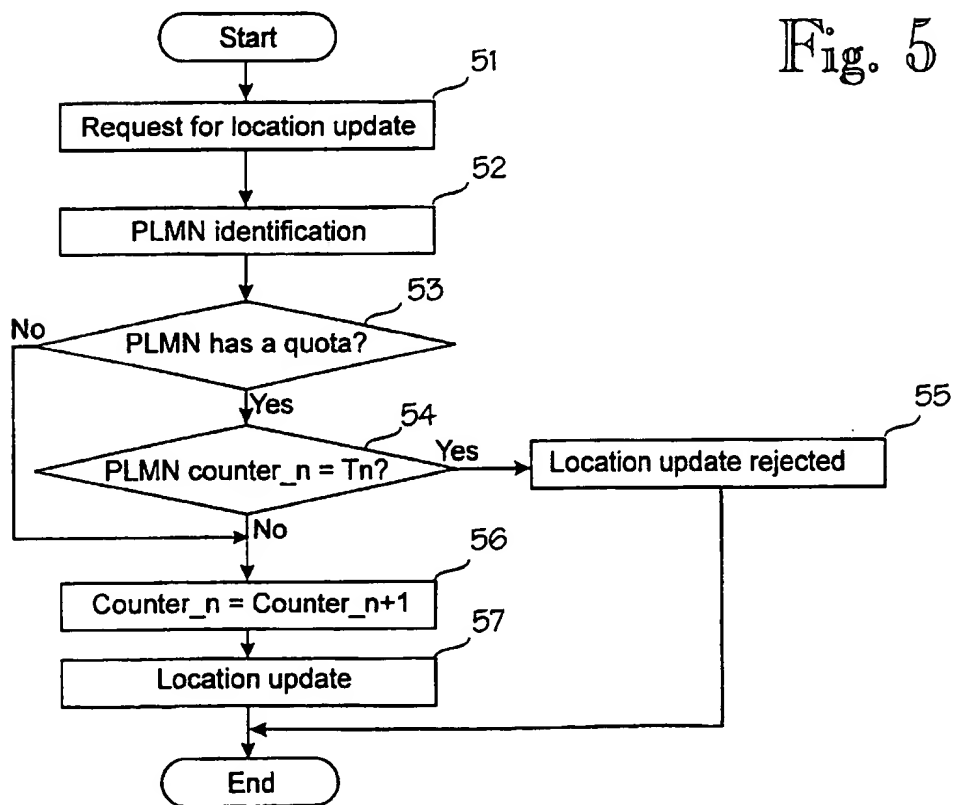 Fig. 5
Start
51
Request for location update
52
PLMN identification
53
No
PLMN has a quota?
Yes
54
55
PLMN counter_n = Tn?
Yes
Location update rejected
No
56
Counter_n = Counter_n+1
57
Location update
End